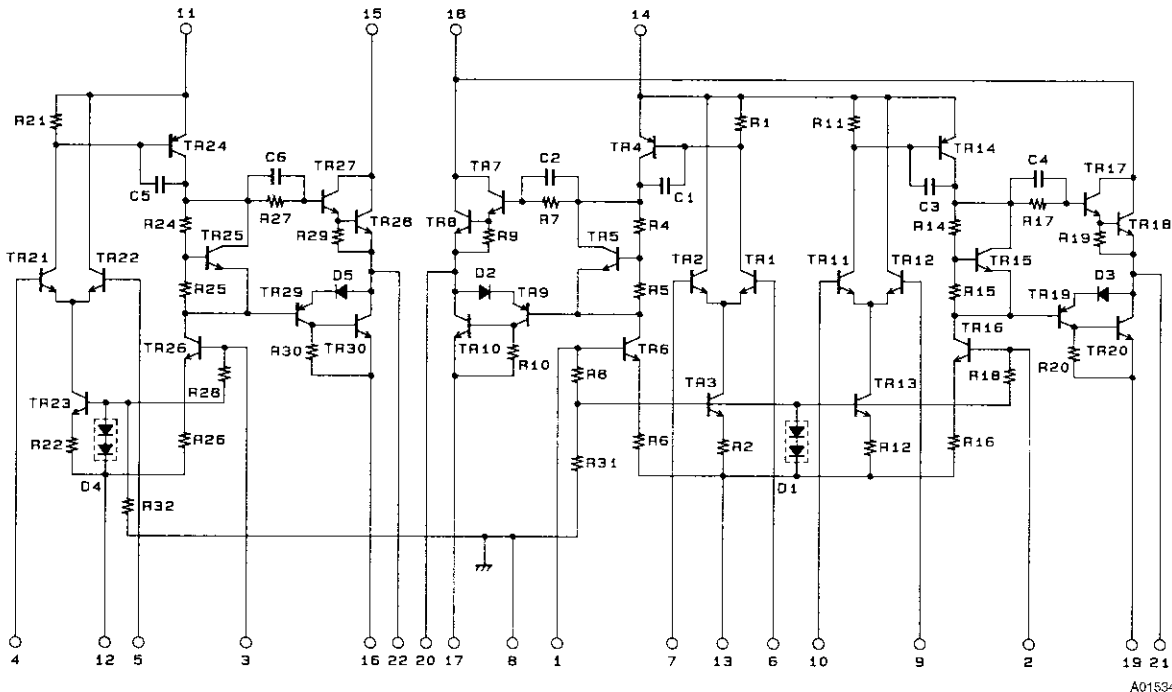 11 15 18 14
R21 TR24 C6 TR27 TR7 C2 TR4 R1 R11 TR14 C4 TR17
C5 R27 TR28 TR8 R7 C1 C3 R17 TR18
R24 TR25 R29 R9 TR5 R4 R14 TR15 R19
TR21 TR22 D5 D2 TR2 TR1 TR11 TR12 D3
R25 TR29 TR9 R5 R15 TR19
TR26 R30 TR30 TR10 R10 TR6 TR16 R20 TR20
R28 R8 R18
TR23 TR3 TR13
R22 R26 R31 R6 R2 R12 R16
D4 R32 D1
4 12 5 3 16 22 20 17 8 1 7 13 6 10 9 2 19 21